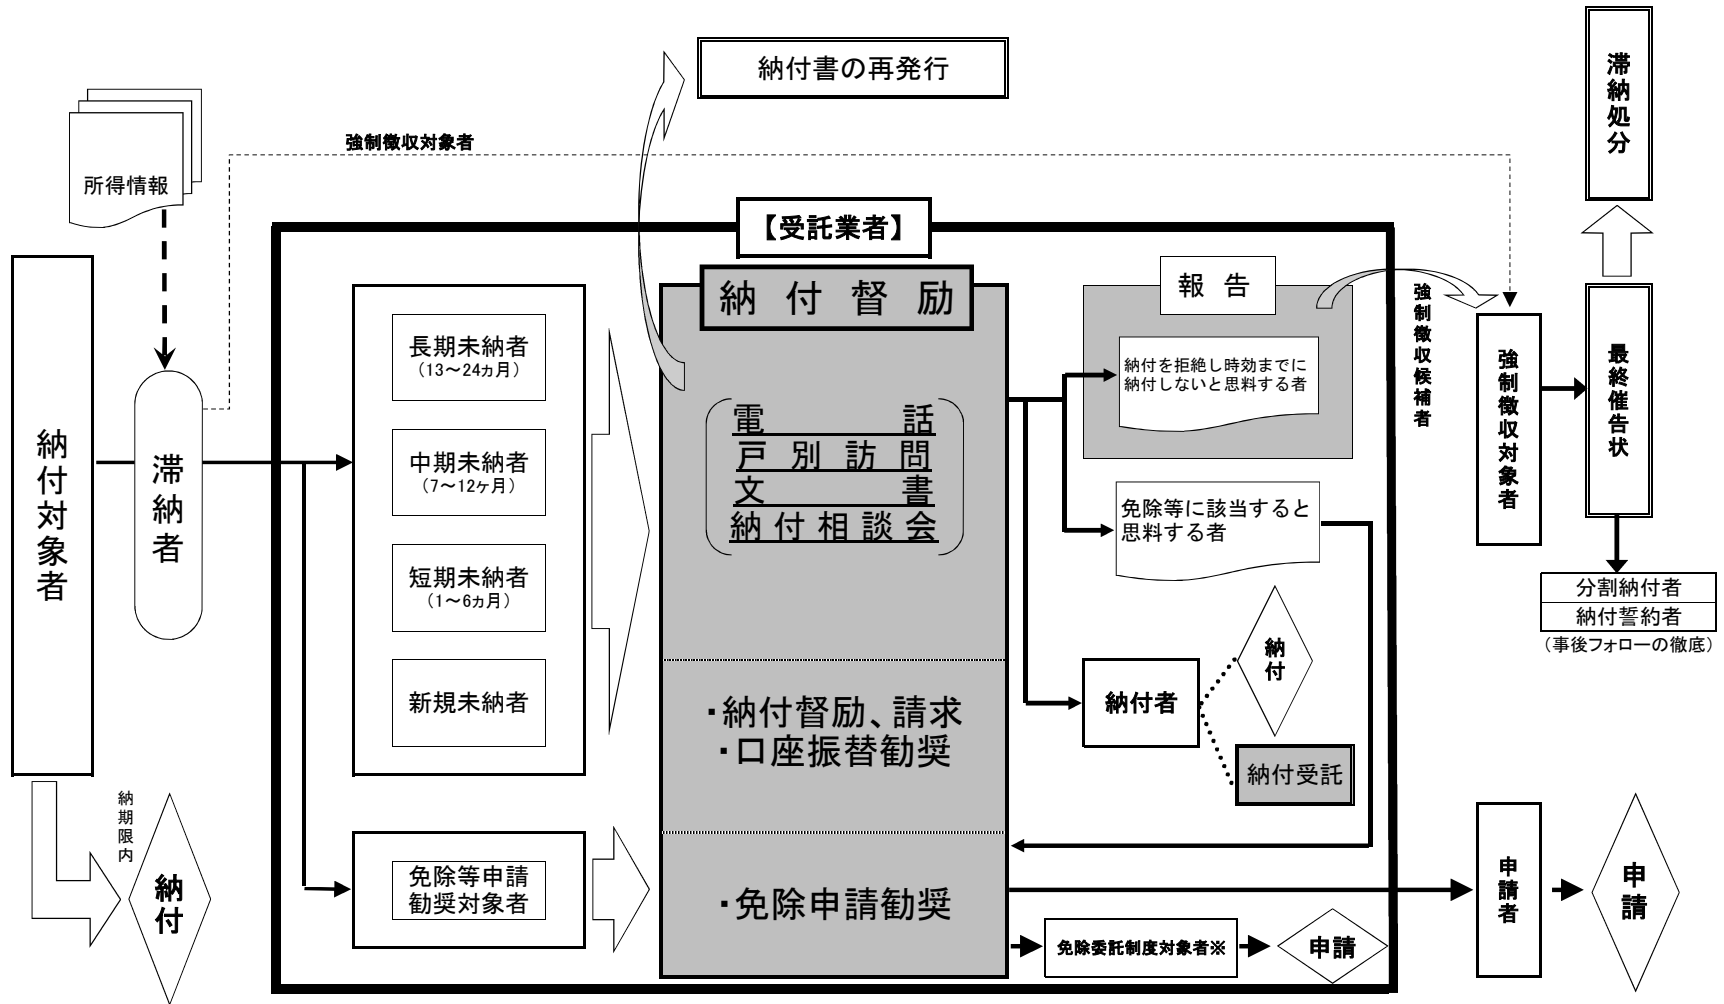 納付書の再発行
滞納処分
強制徴収対象者
所得情報
【受託業者】
納付督励
報告
長期未納者
(13～24ヵ月)
中期未納者
(7～12ヶ月)
短期未納者
(1～6ヵ月)
新規未納者
電話
戸別訪問
文書
納付相談会
納付を拒絶し時効までに
納付しないと思料する者
強制徴収候補者
強制徴収対象者
最終催告状
納付対象者
滞納者
免除等に該当すると
思料する者
分割納付者
納付誓約者
(事後フォローの徹底)
納付
納付者
納付受託
・納付督励、請求
・口座振替勧奨
納期限内
納付
免除等申請
勧奨対象者
・免除申請勧奨
申請者
申請
免除委託制度対象者※
申請